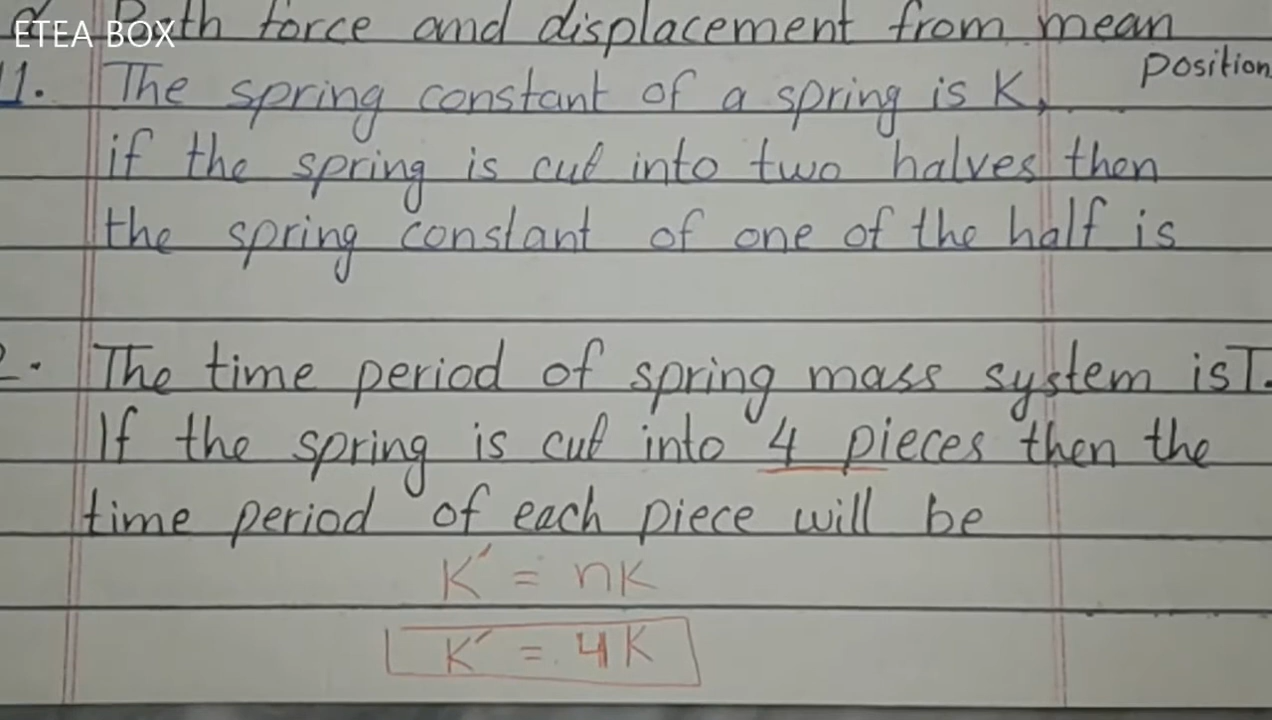 ETEA BOX
d. Both force and displacement from mean
position
11. The spring constant of a spring is K,
if the spring is cut into two halves then
the spring constant of one of the half is
2. The time period of spring mass system is T.
If the spring is cut into 4 pieces then the
time period of each piece will be
K′ = nK
K′ = 4K